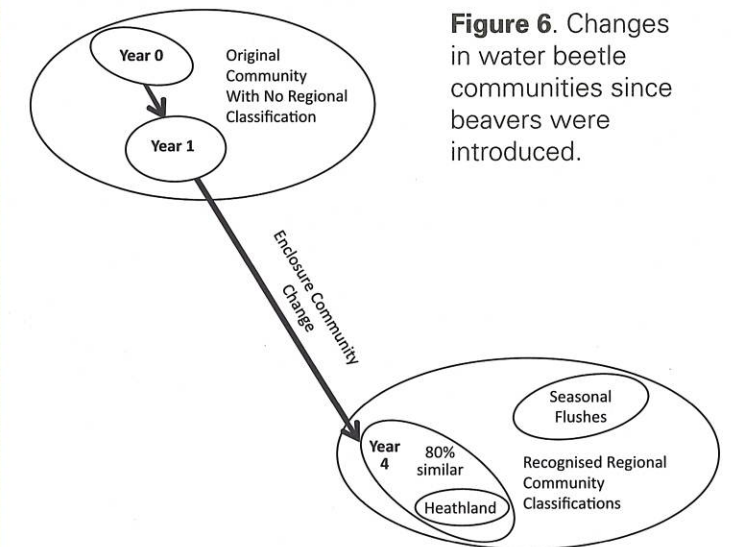 Figure 6. Changes
in water beetle
communities since
beavers were
introduced.
Year 0
Original
Community
With No Regional
Classification
Year 1
Enclosure Community
Change
Seasonal
Flushes
Year
4
80%
similar
Heathland
Recognised Regional
Community
Classifications